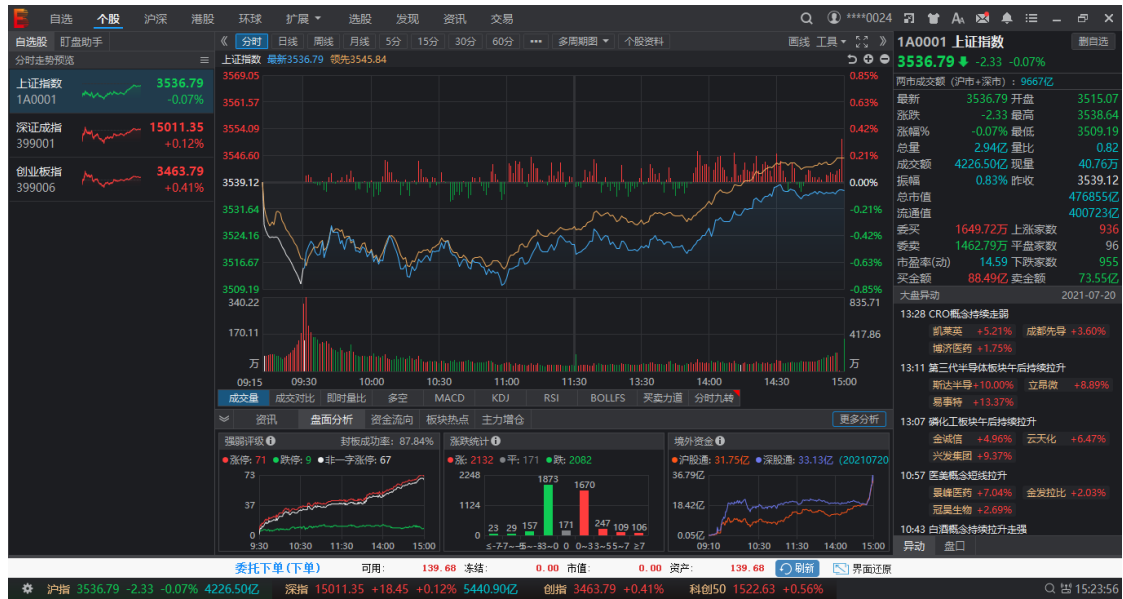 自选 个股 沪深 港股 环球 扩展 选股 发现 资讯 交易 ****0024
自选股 盯盘助手
分时走势预览
上证指数 3536.79
1A0001 -0.07%
深证成指 15011.35
399001 +0.12%
创业板指 3463.79
399006 +0.41%
分时 日线 周线 月线 5分 15分 30分 60分 ••• 多周期图 个股资料 画线 工具
上证指数 最新3536.79 领先3545.84
3569.05 0.85%
3561.57 0.63%
3554.09 0.42%
3546.60 0.21%
3539.12 0.00%
3531.64 -0.21%
3524.16 -0.42%
3516.67 -0.63%
3509.19 -0.85%
340.22 835.71
170.11 417.86
万 万
09:15 09:30 10:00 10:30 11:00 11:30 13:30 14:00 14:30 15:00
成交量 成交对比 即时量比 多空 MACD KDJ RSI BOLLFS 买卖力道 分时九转
资讯 盘面分析 资金流向 板块热点 主力增仓 更多分析
强弱评级 封板成功率: 87.84%
涨停: 71 跌停: 9 非一字涨停: 67
73
37
0
9:30 10:30 11:30 14:00 15:00
涨跌统计
涨: 2132 平: 171 跌: 2082
2248
1124
0
23 29 157 1873 171 1670 247 109 106
≤-7 -7~-5 -5~-3 -3~0 0 0~3 3~5 5~7 ≥7
境外资金
沪股通: 31.75亿 深股通: 33.13亿 (20210720
36.79亿
18.42亿
0.05亿
09:10 10:30 11:30 14:00 15:00
1A0001 上证指数 删自选
3536.79 -2.33 -0.07%
两市成交额 (沪市+深市) : 9667亿
最新 3536.79 开盘 3515.07
涨跌 -2.33 最高 3538.64
涨幅% -0.07% 最低 3509.19
总量 2.94亿 量比 0.82
成交额 4226.50亿 现量 40.76万
振幅 0.83% 昨收 3539.12
总市值 476855亿
流通值 400723亿
委买 1649.72万 上涨家数 936
委卖 1462.79万 平盘家数 96
市盈率(动) 14.59 下跌家数 955
买金额 88.49亿 卖金额 73.55亿
大盘异动 2021-07-20
13:28 CRO概念持续走弱
凯莱英 +5.21% 成都先导 +3.60%
博济医药 +1.75%
13:11 第三代半导体板块午后持续拉升
斯达半导+10.00% 立昂微 +8.89%
易事特 +13.37%
13:07 磷化工板块午后持续拉升
金诚信 +4.96% 云天化 +6.47%
兴发集团 +9.37%
10:57 医美概念短线拉升
景峰医药 +7.04% 金发拉比 +2.03%
冠昊生物 +2.69%
10:43 白酒概念持续拉升走强
异动 盘口
委托下单(下单) 可用: 139.68 冻结: 0.00 市值: 0.00 资产: 139.68 刷新 界面还原
沪指 3536.79 -2.33 -0.07% 4226.50亿 深指 15011.35 +18.45 +0.12% 5440.90亿 创指 3463.79 +0.41% 科创50 1522.63 +0.56% 15:23:56